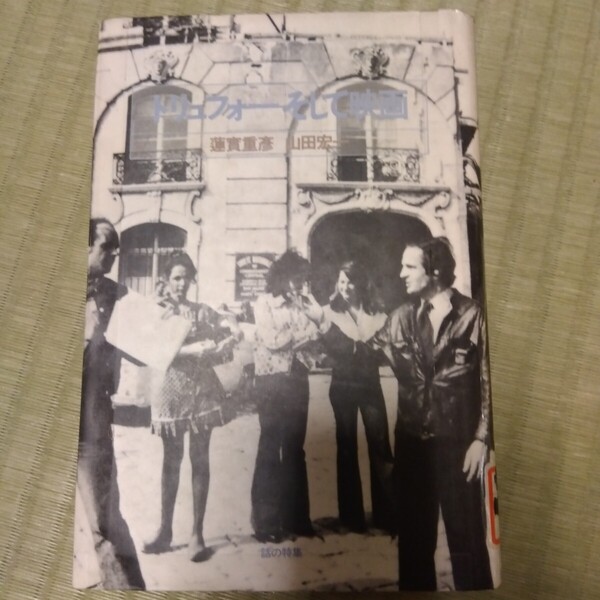 トリュフォーそして映画
蓮實重彦 山田宏一
話の特集